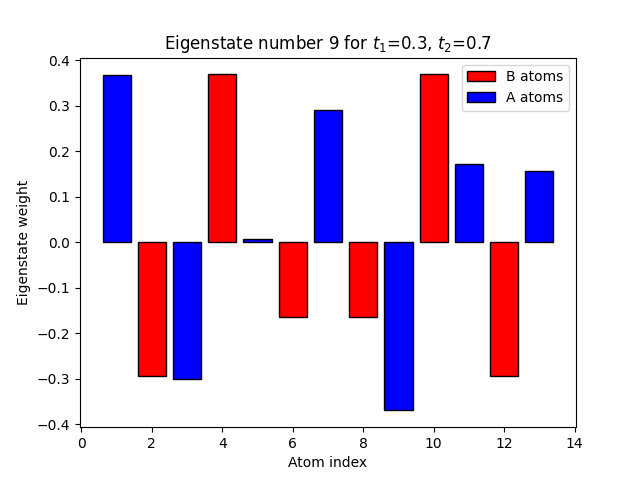 Eigenstate number 9 for $t_1$=0.3, $t_2$=0.7
B atoms
A atoms
0.4
0.3
0.2
0.1
0.0
−0.1
−0.2
−0.3
−0.4
Eigenstate weight
0 2 4 6 8 10 12 14
Atom index